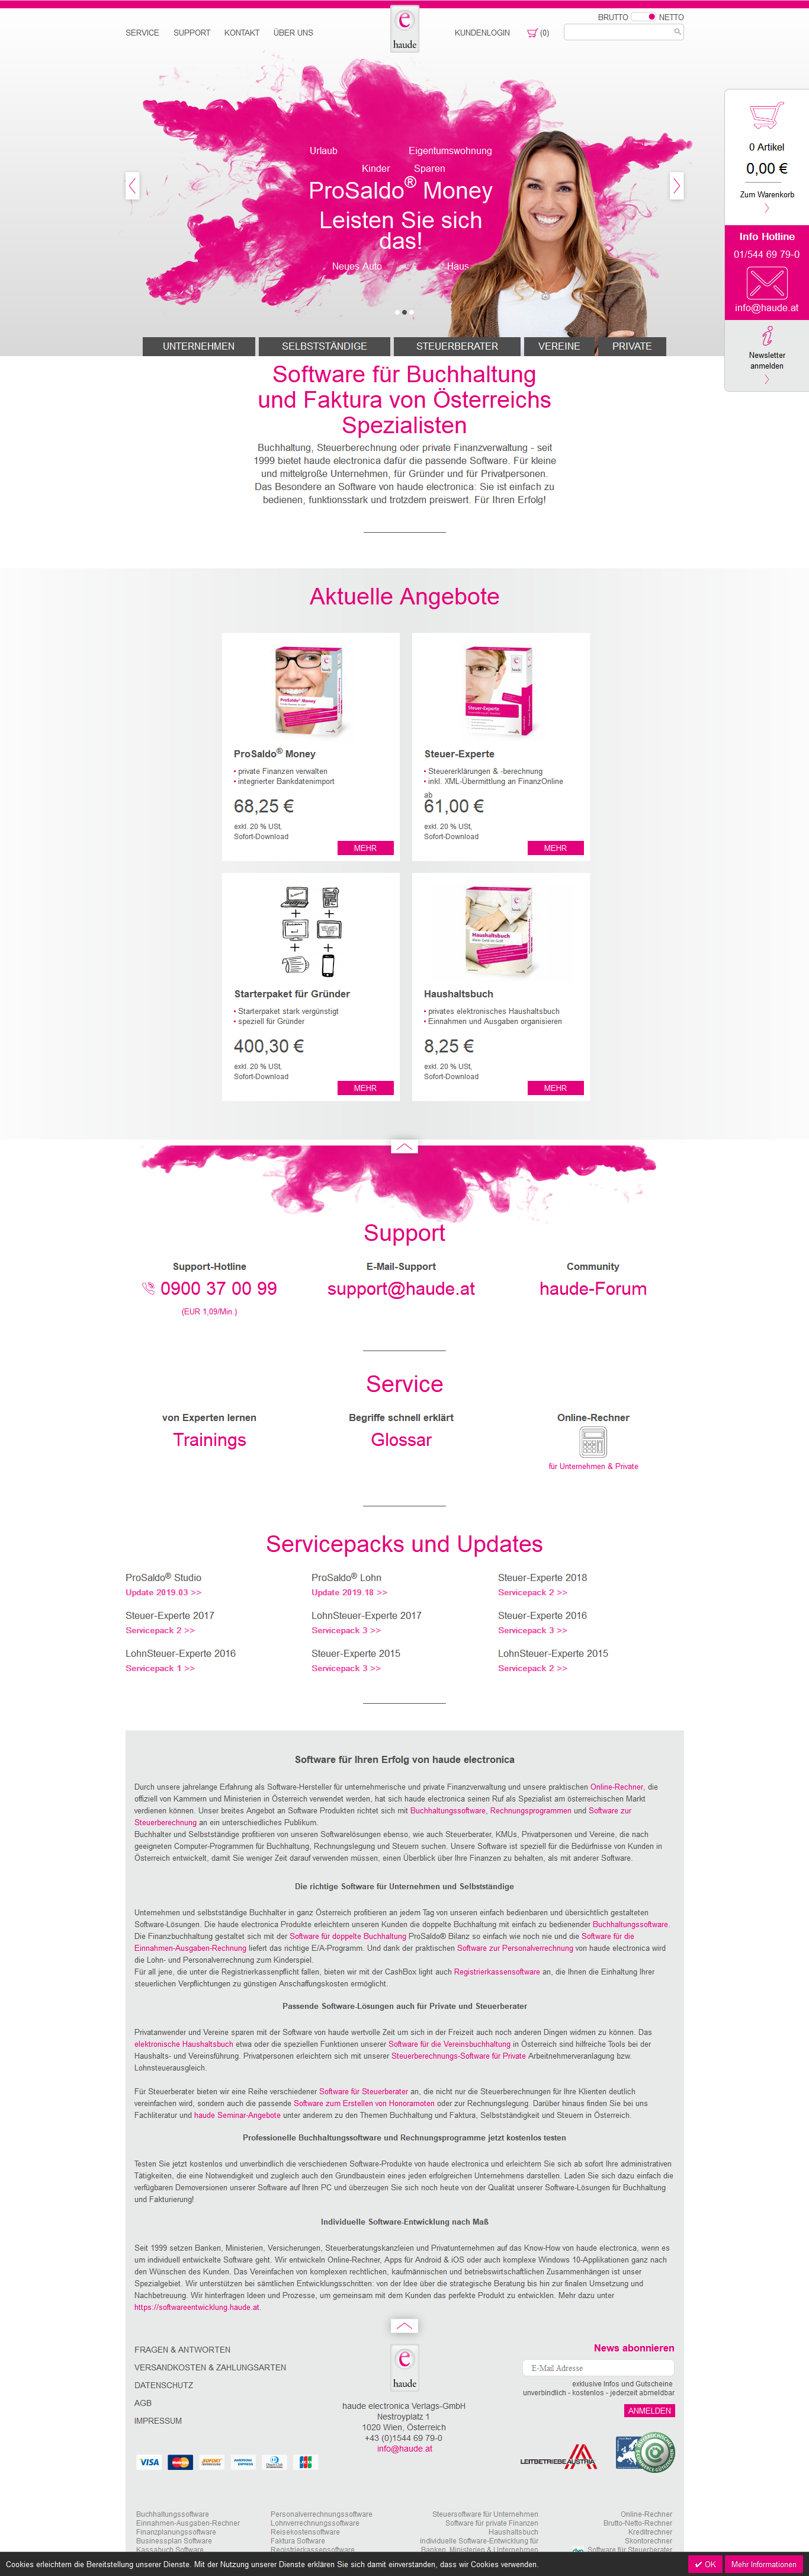 SERVICE SUPPORT KONTAKT ÜBER UNS
e
haude
KUNDENLOGIN
(0)
BRUTTO NETTO
Urlaub
Eigentumswohnung
Kinder
Sparen
ProSaldo® Money
Leisten Sie sich
das!
Neues Auto
Haus
0 Artikel
0,00 €
Zum Warenkorb
Info Hotline
01/544 69 79-0
info@haude.at
Newsletter
anmelden
UNTERNEHMEN SELBSTSTÄNDIGE STEUERBERATER VEREINE PRIVATE
Software für Buchhaltung
und Faktura von Österreichs
Spezialisten
Buchhaltung, Steuerberechnung oder private Finanzverwaltung - seit
1999 bietet haude electronica dafür die passende Software. Für kleine
und mittelgroße Unternehmen, für Gründer und für Privatpersonen.
Das Besondere an Software von haude electronica: Sie ist einfach zu
bedienen, funktionsstark und trotzdem preiswert. Für Ihren Erfolg!
Aktuelle Angebote
ProSaldo® Money
• private Finanzen verwalten
• integrierter Bankdatenimport
68,25 €
exkl. 20 % USt,
Sofort-Download
MEHR
Steuer-Experte
• Steuererklärungen & -berechnung
• inkl. XML-Übermittlung an FinanzOnline
ab
61,00 €
exkl. 20 % USt,
Sofort-Download
MEHR
Starterpaket für Gründer
• Starterpaket stark vergünstigt
• speziell für Gründer
400,30 €
exkl. 20 % USt,
Sofort-Download
MEHR
Haushaltsbuch
• privates elektronisches Haushaltsbuch
• Einnahmen und Ausgaben organisieren
8,25 €
exkl. 20 % USt,
Sofort-Download
MEHR
Support
Support-Hotline
0900 37 00 99
(EUR 1,09/Min.)
E-Mail-Support
support@haude.at
Community
haude-Forum
Service
von Experten lernen
Trainings
Begriffe schnell erklärt
Glossar
Online-Rechner
für Unternehmen & Private
Servicepacks und Updates
ProSaldo® Studio
Update 2019.03 >>
ProSaldo® Lohn
Update 2019.18 >>
Steuer-Experte 2018
Servicepack 2 >>
Steuer-Experte 2017
Servicepack 2 >>
LohnSteuer-Experte 2017
Servicepack 3 >>
Steuer-Experte 2016
Servicepack 3 >>
LohnSteuer-Experte 2016
Servicepack 1 >>
Steuer-Experte 2015
Servicepack 3 >>
LohnSteuer-Experte 2015
Servicepack 2 >>
Software für Ihren Erfolg von haude electronica
Durch unsere jahrelange Erfahrung als Software-Hersteller für unternehmerische und private Finanzverwaltung und unsere praktischen Online-Rechner, die
offiziell von Kammern und Ministerien in Österreich verwendet werden, hat sich haude electronica seinen Ruf als Spezialist am österreichischen Markt
verdienen können. Unser breites Angebot an Software Produkten richtet sich mit Buchhaltungssoftware, Rechnungsprogrammen und Software zur
Steuerberechnung an ein unterschiedliches Publikum.
Buchhalter und Selbstständige profitieren von unseren Softwarelösungen ebenso, wie auch Steuerberater, KMUs, Privatpersonen und Vereine, die nach
geeigneten Computer-Programmen für Buchhaltung, Rechnungslegung und Steuern suchen. Unsere Software ist speziell für die Bedürfnisse von Kunden in
Österreich entwickelt, damit Sie weniger Zeit darauf verwenden müssen, einen Überblick über Ihre Finanzen zu behalten, als mit anderer Software.
Die richtige Software für Unternehmen und Selbstständige
Unternehmen und selbstständige Buchhalter in ganz Österreich profitieren an jedem Tag von unseren einfach bedienbaren und übersichtlich gestalteten
Software-Lösungen. Die haude electronica Produkte erleichtern unseren Kunden die doppelte Buchhaltung mit einfach zu bedienender Buchhaltungssoftware.
Die Finanzbuchhaltung gestaltet sich mit der Software für doppelte Buchhaltung ProSaldo® Bilanz so einfach wie noch nie und die Software für die
Einnahmen-Ausgaben-Rechnung liefert das richtige E/A-Programm. Und dank der praktischen Software zur Personalverrechnung von haude electronica wird
die Lohn- und Personalverrechnung zum Kinderspiel.
Für all jene, die unter die Registrierkassenpflicht fallen, bieten wir mit der CashBox light auch Registrierkassensoftware an, die Ihnen die Einhaltung Ihrer
steuerlichen Verpflichtungen zu günstigen Anschaffungskosten ermöglicht.
Passende Software-Lösungen auch für Private und Steuerberater
Privatanwender und Vereine sparen mit der Software von haude wertvolle Zeit um sich in der Freizeit auch noch anderen Dingen widmen zu können. Das
elektronische Haushaltsbuch etwa oder die speziellen Funktionen unserer Software für die Vereinsbuchhaltung in Österreich sind hilfreiche Tools bei der
Haushalts- und Vereinsführung. Privatpersonen erleichtern sich mit unserer Steuerberechnungs-Software für Private Arbeitnehmerveranlagung bzw.
Lohnsteuerausgleich.
Für Steuerberater bieten wir eine Reihe verschiedener Software für Steuerberater an, die nicht nur die Steuerberechnungen für Ihre Klienten deutlich
vereinfachen wird, sondern auch die passende Software zum Erstellen von Honorarnoten oder zur Rechnungslegung. Darüber hinaus finden Sie bei uns
Fachliteratur und haude Seminar-Angebote unter anderem zu den Themen Buchhaltung und Faktura, Selbstständigkeit und Steuern in Österreich.
Professionelle Buchhaltungssoftware und Rechnungsprogramme jetzt kostenlos testen
Testen Sie jetzt kostenlos und unverbindlich die verschiedenen Software-Produkte von haude electronica und erleichtern Sie sich ab sofort Ihre administrativen
Tätigkeiten, die eine Notwendigkeit und zugleich auch den Grundbaustein eines jeden erfolgreichen Unternehmens darstellen. Laden Sie sich dazu einfach die
verfügbaren Demoversionen unserer Software auf Ihren PC und überzeugen Sie sich noch heute von der Qualität unserer Software-Lösungen für Buchhaltung
und Fakturierung!
Individuelle Software-Entwicklung nach Maß
Seit 1999 setzen Banken, Ministerien, Versicherungen, Steuerberatungskanzleien und Privatunternehmen auf das Know-How von haude electronica, wenn es
um individuell entwickelte Software geht. Wir entwickeln Online-Rechner, Apps für Android & iOS oder auch komplexe Windows 10-Applikationen ganz nach
den Wünschen des Kunden. Das Vereinfachen von komplexen rechtlichen, kaufmännischen und betriebswirtschaftlichen Zusammenhängen ist unser
Spezialgebiet. Wir unterstützen bei sämtlichen Entwicklungsschritten: von der Idee über die strategische Beratung bis hin zur finalen Umsetzung und
Nachbetreuung. Wir hinterfragen Ideen und Prozesse, um gemeinsam mit dem Kunden das perfekte Produkt zu entwicklen. Mehr dazu unter
https://softwareentwicklung.haude.at.
FRAGEN & ANTWORTEN
VERSANDKOSTEN & ZAHLUNGSARTEN
DATENSCHUTZ
AGB
IMPRESSUM
e
haude
haude electronica Verlags-GmbH
Nestroyplatz 1
1020 Wien, Österreich
+43 (0)1544 69 79-0
info@haude.at
News abonnieren
E-Mail Adresse
exklusive Infos und Gutscheine
unverbindlich - kostenlos - jederzeit abmeldbar
ANMELDEN
VISA
MasterCard
SOFORT
JCB
LEITBETRIEBE AUSTRIA
Buchhaltungssoftware
Einnahmen-Ausgaben-Rechner
Finanzplanungssoftware
Businessplan Software
Kassabuch Software
Personalverrechnungssoftware
Lohnverrechnungssoftware
Reisekostensoftware
Faktura Software
Registrierkassensoftware
Steuersoftware für Unternehmen
Software für private Finanzen
Haushaltsbuch
individuelle Software-Entwicklung für
Banken, Ministerien & Unternehmen
Online-Rechner
Brutto-Netto-Rechner
Kreditrechner
Skontorechner
Software für Steuerberater
Cookies erleichtern die Bereitstellung unserer Dienste. Mit der Nutzung unserer Dienste erklären Sie sich damit einverstanden, dass wir Cookies verwenden.
✔ OK
Mehr Informationen